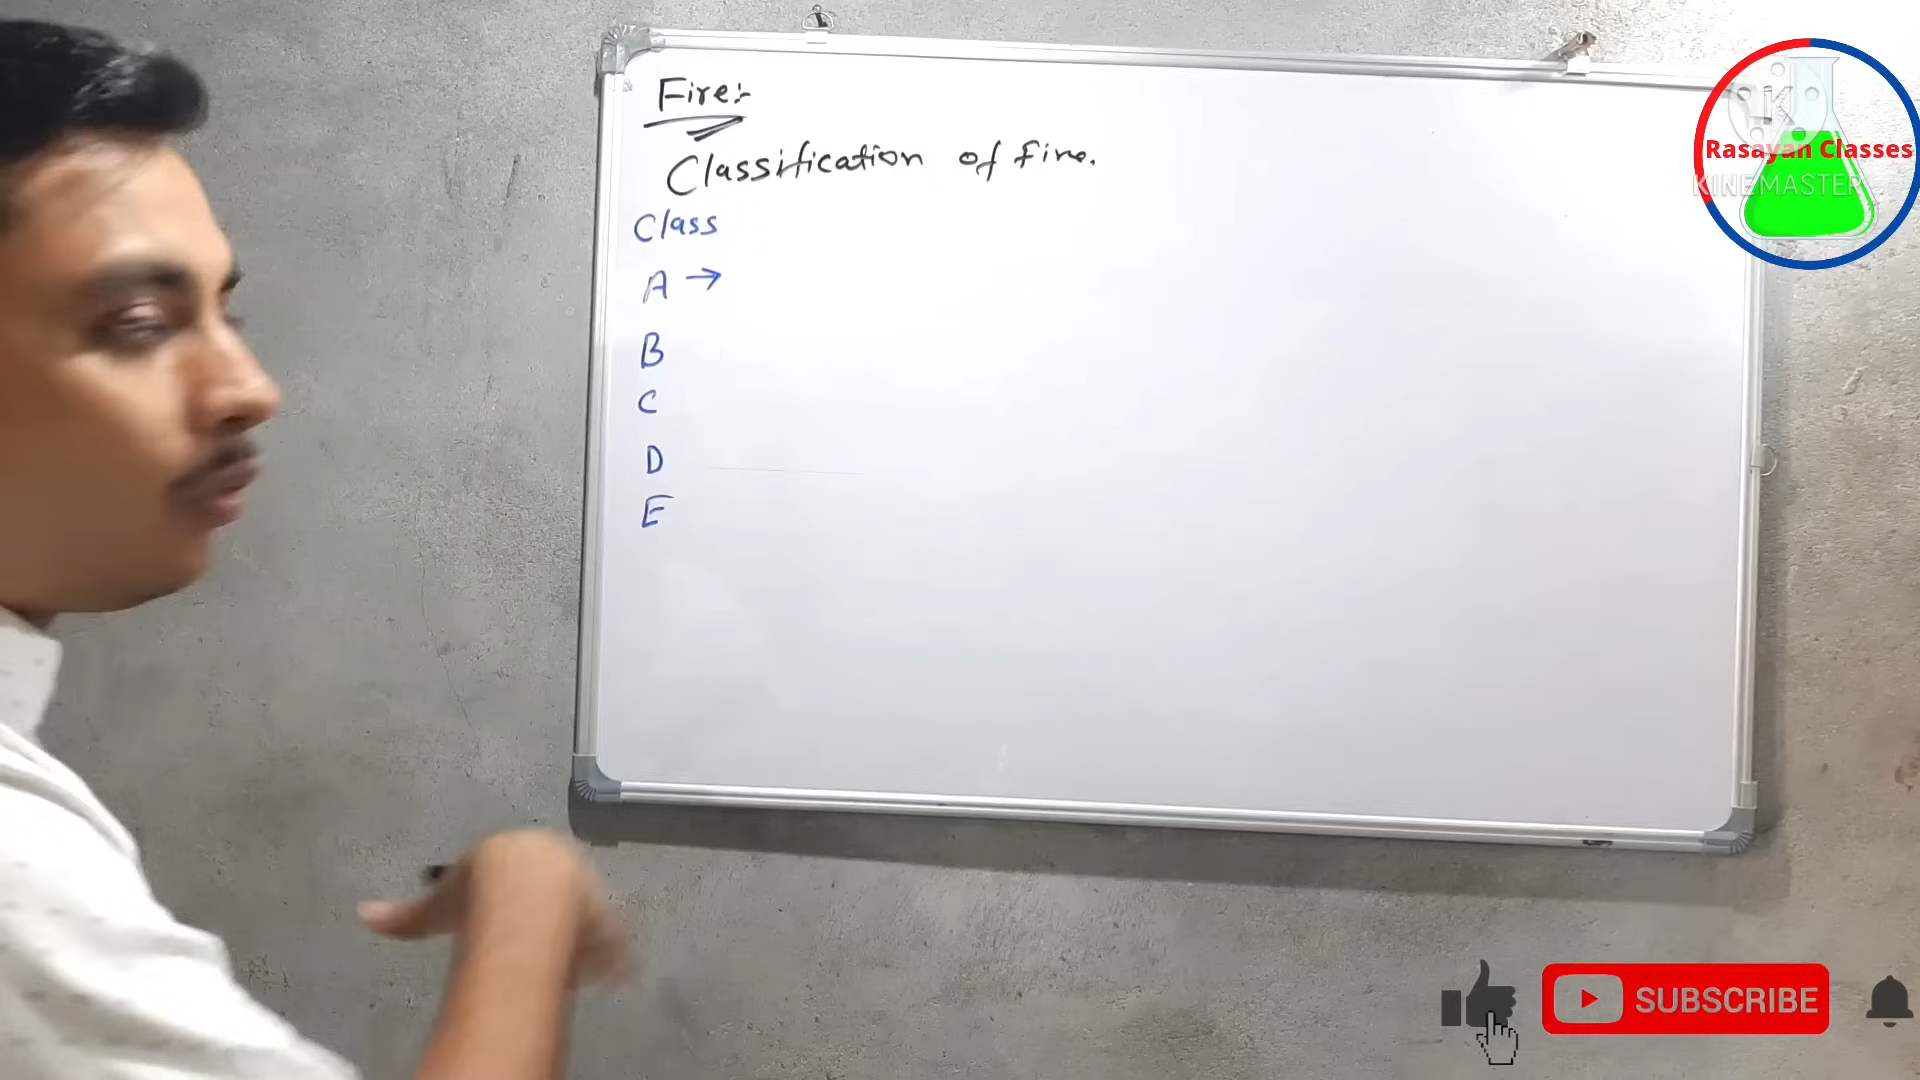 Fire:-
Classification of fire.
Class
A →
B
C
D
E
K
Rasayan Classes
KINEMASTER
SUBSCRIBE